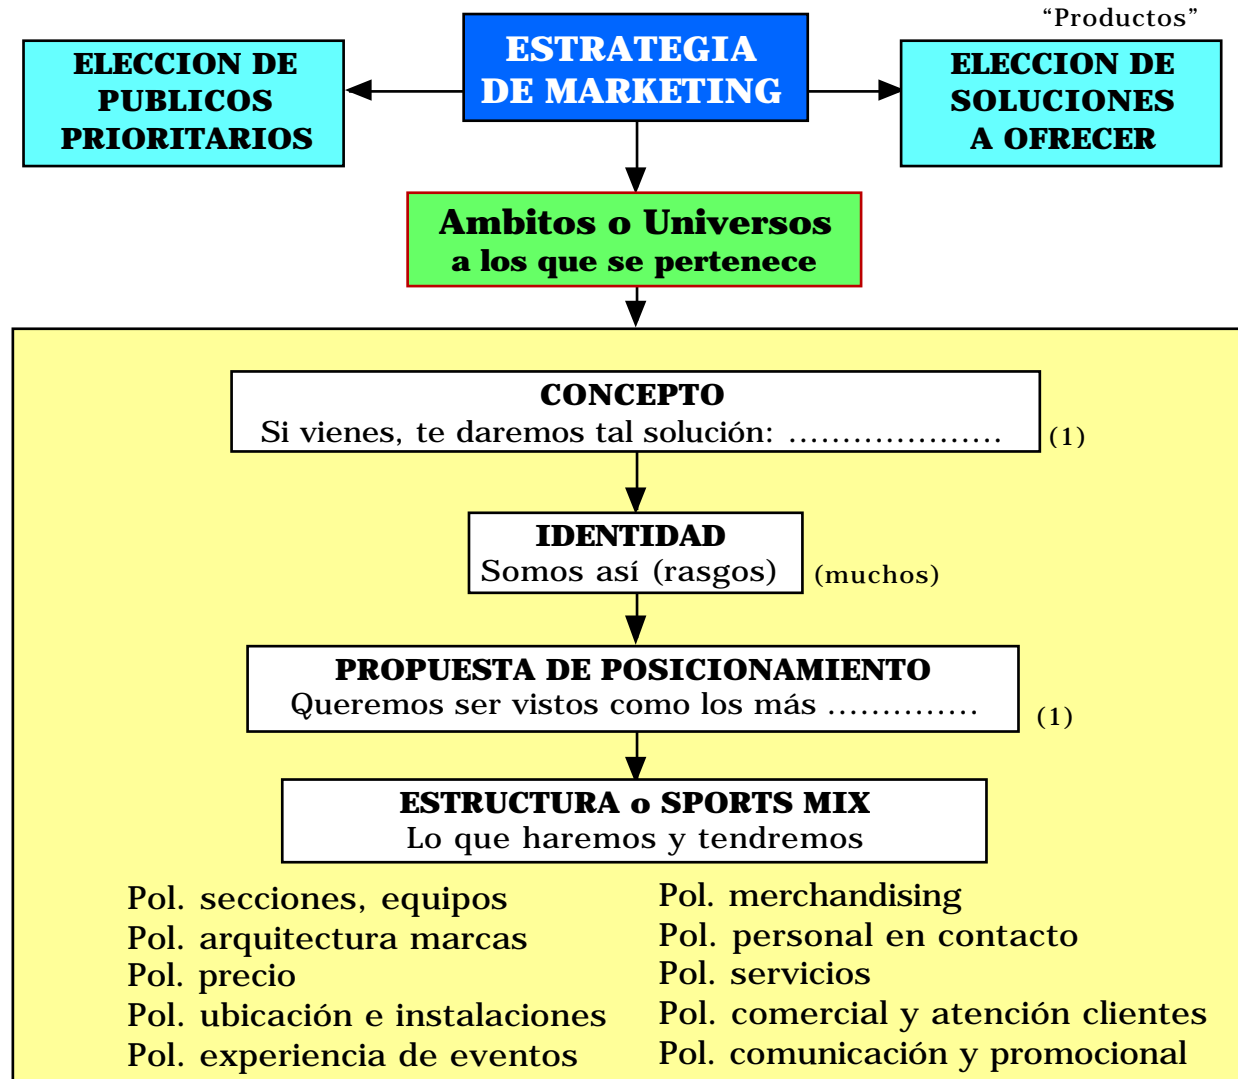 “Productos”
ELECCION DE
PUBLICOS
PRIORITARIOS
ESTRATEGIA
DE MARKETING
ELECCION DE
SOLUCIONES
A OFRECER
Ambitos o Universos
a los que se pertenece
CONCEPTO
Si vienes, te daremos tal solución: ....................
(1)
IDENTIDAD
Somos así (rasgos)
(muchos)
PROPUESTA DE POSICIONAMIENTO
Queremos ser vistos como los más ..............
(1)
ESTRUCTURA o SPORTS MIX
Lo que haremos y tendremos
Pol. secciones, equipos
Pol. arquitectura marcas
Pol. precio
Pol. ubicación e instalaciones
Pol. experiencia de eventos
Pol. merchandising
Pol. personal en contacto
Pol. servicios
Pol. comercial y atención clientes
Pol. comunicación y promocional